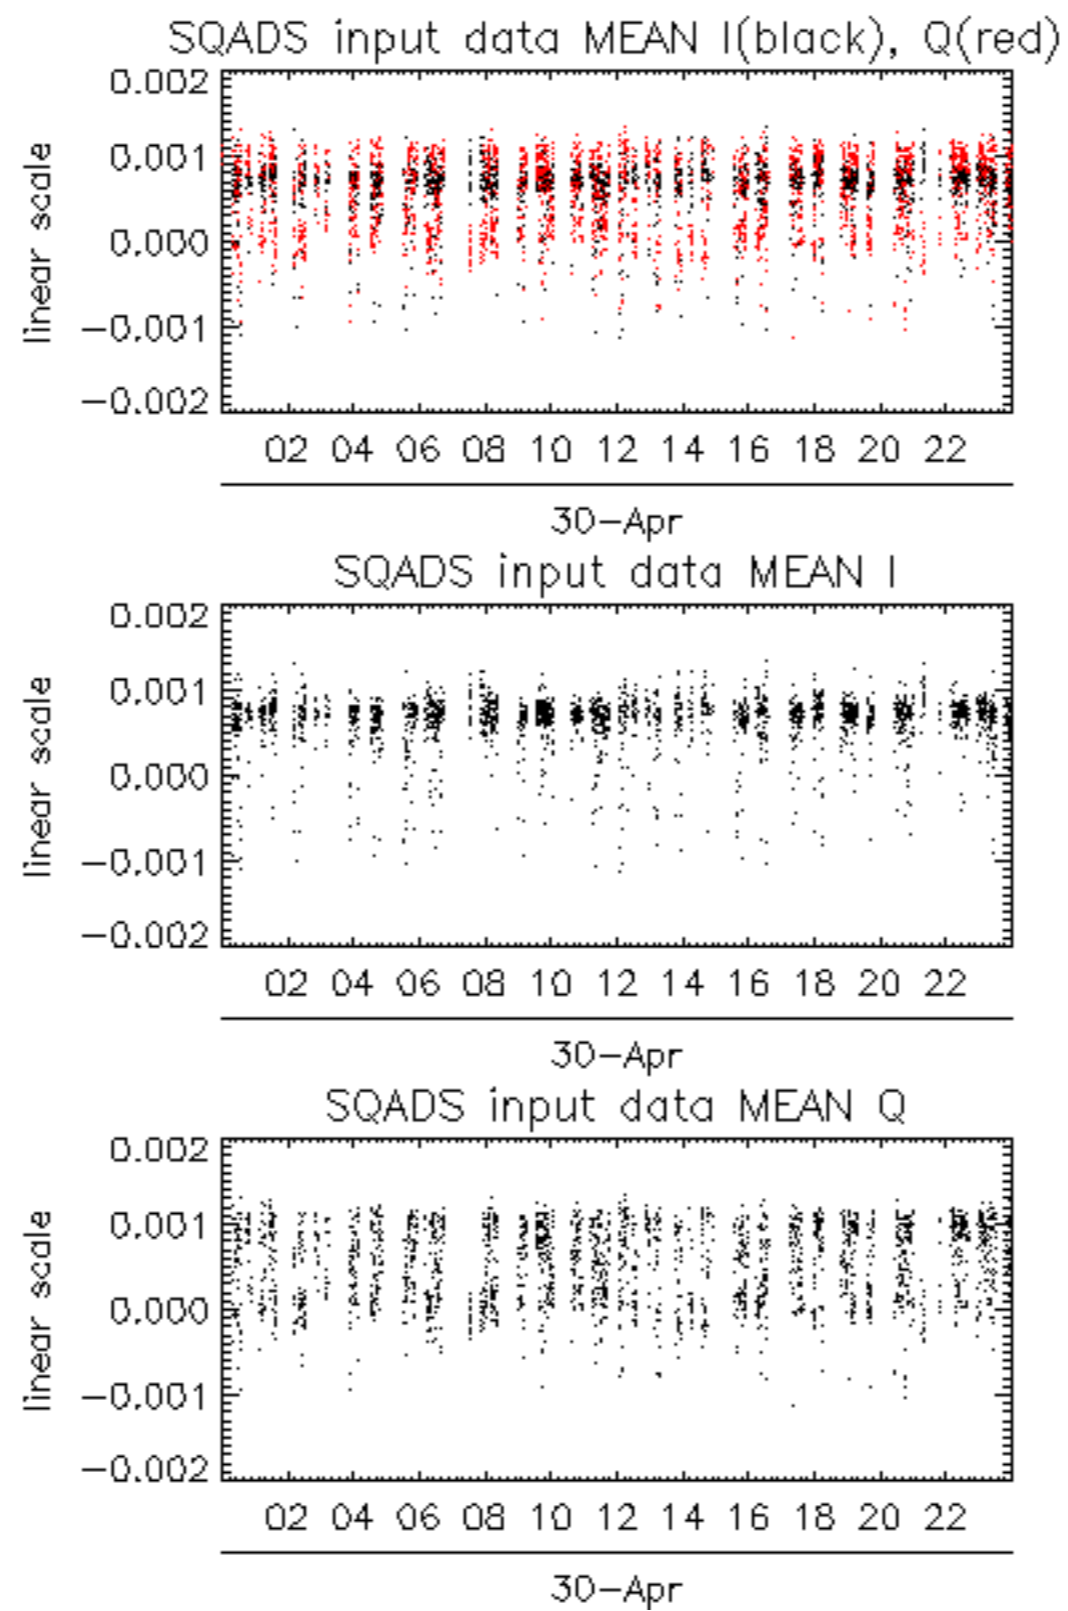 SQADS input data MEAN I(black), Q(red)
0.002
0.001
0.000
−0.001
−0.002
linear scale
02 04 06 08 10 12 14 16 18 20 22
30−Apr
SQADS input data MEAN I
0.002
0.001
0.000
−0.001
−0.002
linear scale
02 04 06 08 10 12 14 16 18 20 22
30−Apr
SQADS input data MEAN Q
0.002
0.001
0.000
−0.001
−0.002
linear scale
02 04 06 08 10 12 14 16 18 20 22
30−Apr